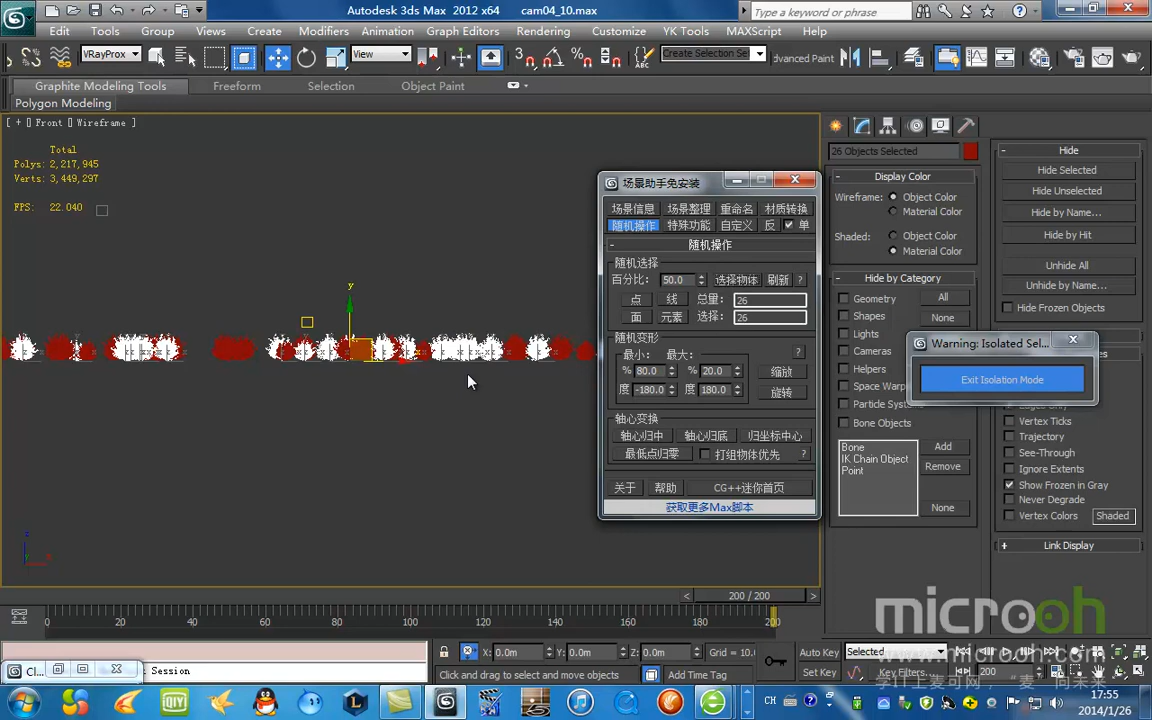 Autodesk 3ds Max 2012 x64 cam04_10.max
Type a keyword or phrase
Edit Tools Group Views Create Modifiers Animation Graph Editors Rendering Customize YK Tools MAXScript Help
VRayProx View Create Selection Se dvanced Paint
Graphite Modeling Tools Freeform Selection Object Paint
Polygon Modeling
[ + [] Front [] Wireframe ]
Total
Polys: 2,217,945
Verts: 3,449,297
FPS: 22.040
y
场景助手免安装
场景信息 场景整理 重命名 材质转换
随机操作 特殊功能 自定义 反 单
- 随机操作
随机选择
百分比: 50.0 选择物体 刷新 ?
点 线 总量: 26
面 元素 选择: 26
随机变形
最小: 最大: ?
% 80.0 % 20.0 缩放
度 -180.0 度 180.0 旋转
轴心变换
轴心归中 轴心归底 归坐标中心
最低点归零 打组物体优先 ?
关于 帮助 CG++迷你首页
获取更多Max脚本
26 Objects Selected
- Display Color
Wireframe: Object Color
Material Color
Shaded: Object Color
Material Color
- Hide by Category
Geometry All
Shapes None
Lights Invert
Cameras
Helpers
Space Warp
Particle Syste
Bone Objects
Bone
IK Chain Object
Point
Add
Remove
None
- Hide
Hide Selected
Hide Unselected
Hide by Name...
Hide by Hit
Unhide All
Unhide by Name...
Hide Frozen Objects
Warning: Isolated Sel...
Exit Isolation Mode
Edges Only
Vertex Ticks
Trajectory
See-Through
Ignore Extents
Show Frozen in Gray
Never Degrade
Vertex Colors Shaded
+ Link Display
< 200 / 200 >
0 20 40 60 80 100 120 140 160 180 200
X: 0.0m Y: 0.0m Z: 0.0m Grid = 10.
Auto Key Selected
Set Key Key Filters... 200
Cl... Session
Click and drag to select and move objects
Add Time Tag
microoh
www.microoh.com
CH
17:55
2014/1/26